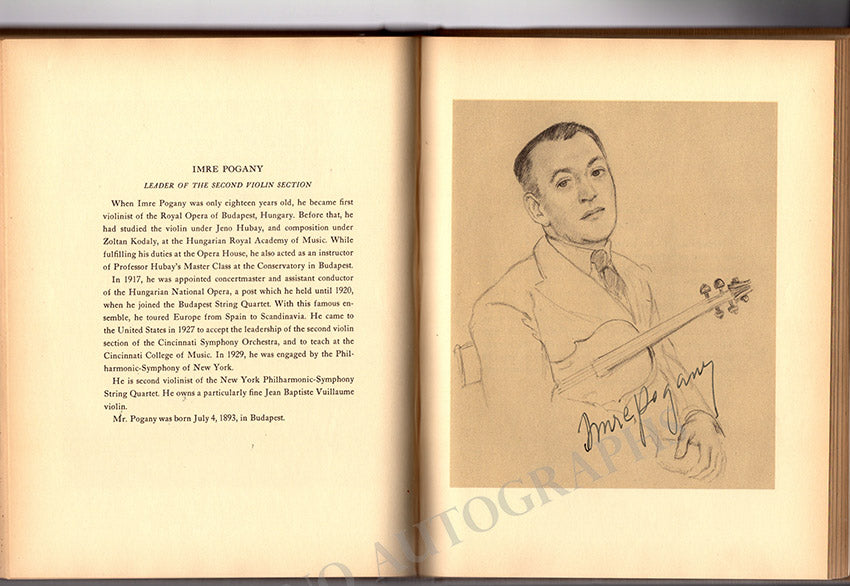 IMRE POGANY
LEADER OF THE SECOND VIOLIN SECTION
When Imre Pogany was only eighteen years old, he became first
violinist of the Royal Opera of Budapest, Hungary. Before that, he
had studied the violin under Jeno Hubay, and composition under
Zoltan Kodaly, at the Hungarian Royal Academy of Music. While
fulfilling his duties at the Opera House, he also acted as an instructor
of Professor Hubay's Master Class at the Conservatory in Budapest.
In 1917, he was appointed concertmaster and assistant conductor
of the Hungarian National Opera, a post which he held until 1920,
when he joined the Budapest String Quartet. With this famous en-
semble, he toured Europe from Spain to Scandinavia. He came to
the United States in 1927 to accept the leadership of the second violin
section of the Cincinnati Symphony Orchestra, and to teach at the
Cincinnati College of Music. In 1929, he was engaged by the Phil-
harmonic-Symphony of New York.
He is second violinist of the New York Philharmonic-Symphony
String Quartet. He owns a particularly fine Jean Baptiste Vuillaume
violin.
Mr. Pogany was born July 4, 1893, in Budapest.
Imre Pogany
NO AUTOGRAPHS